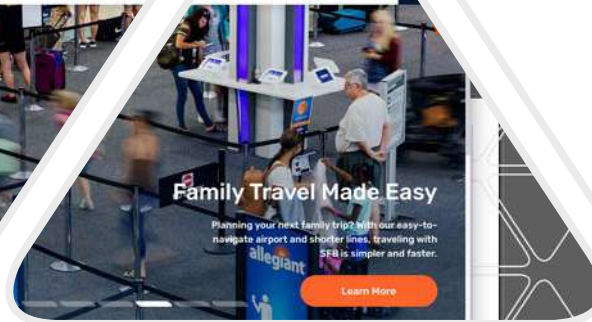 Family Travel Made Easy
Planning your next family trip? With our easy-to-
navigate airport and shorter lines, traveling with
SFB is simpler and faster.
allegiant
Learn More